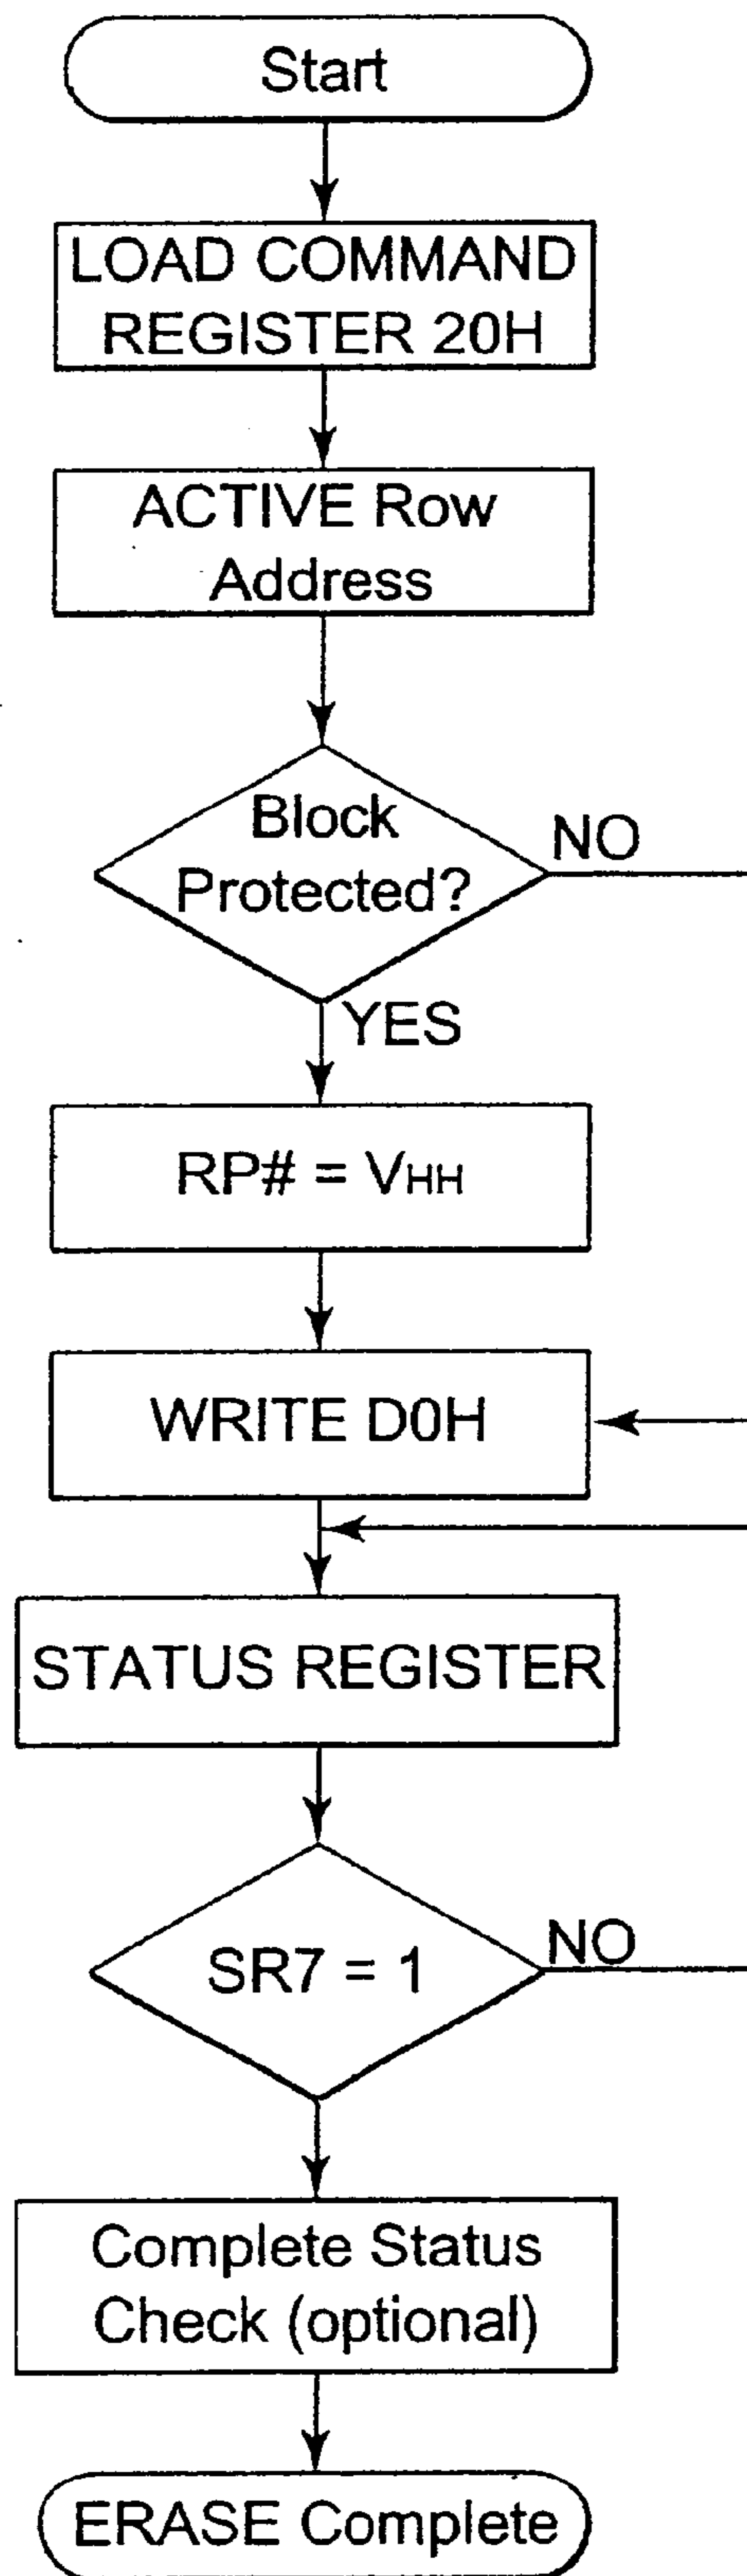 Start
LOAD COMMAND
REGISTER 20H
ACTIVE Row
Address
Block
Protected?
NO
YES
RP# = VHH
WRITE D0H
STATUS REGISTER
SR7 = 1
NO
Complete Status
Check (optional)
ERASE Complete